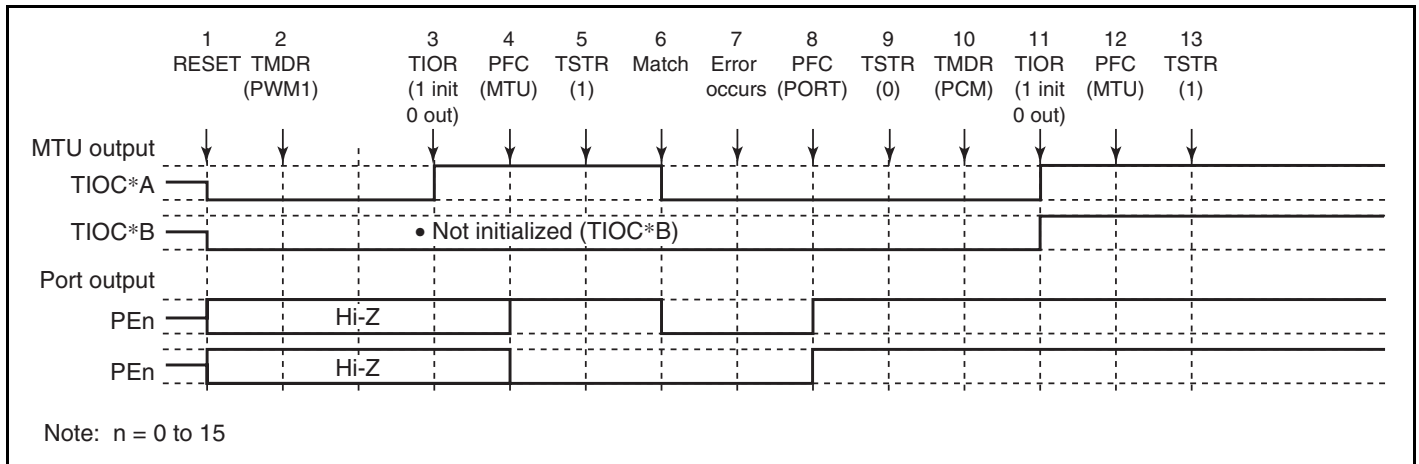 1 2 3 4 5 6 7 8 9 10 11 12 13
RESET TMDR TIOR PFC TSTR Match Error PFC TSTR TMDR TIOR PFC TSTR
(PWM1) (1 init (MTU) (1) occurs (PORT) (0) (PCM) (1 init (MTU) (1)
0 out) 0 out)
MTU output
TIOC*A
TIOC*B • Not initialized (TIOC*B)
Port output
PEn Hi-Z
PEn Hi-Z
Note: n = 0 to 15